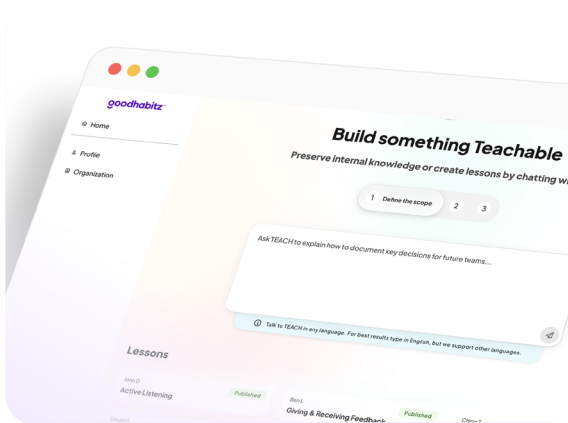 goodhabitz
Home
Profile
Organization
Build something Teachable
Preserve internal knowledge or create lessons by chatting
1 Define the scope 2 3
Ask TEACH to explain how to document key decisions for future teams...
Talk to TEACH in any language. For best results type in English, but we support other languages.
Lessons
John D
Active Listening
Published
Ben L
Giving & Receiving Feedback
Published